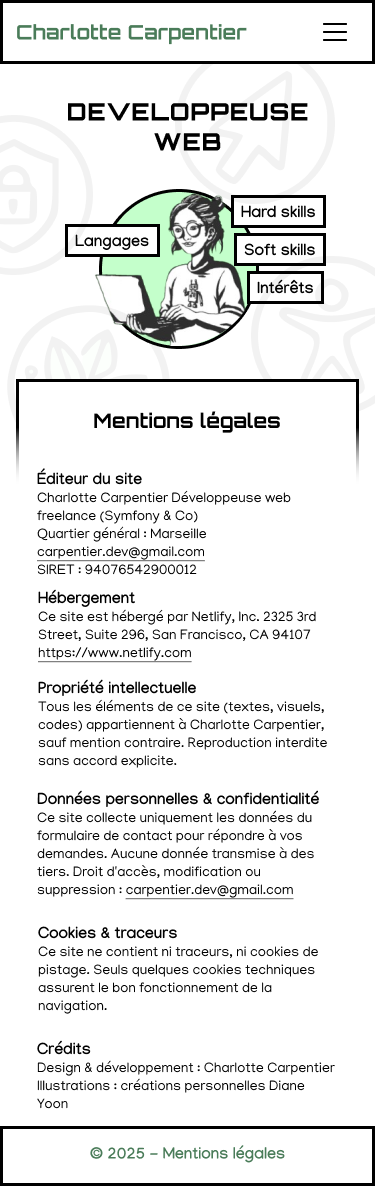 Charlotte Carpentier
DEVELOPPEUSE
WEB
Langages
Hard skills
Soft skills
Intérêts
Mentions légales
Éditeur du site
Charlotte Carpentier Développeuse web
freelance (Symfony & Co)
Quartier général : Marseille
carpentier.dev@gmail.com
SIRET : 94076542900012
Hébergement
Ce site est hébergé par Netlify, Inc. 2325 3rd
Street, Suite 296, San Francisco, CA 94107
https://www.netlify.com
Propriété intellectuelle
Tous les éléments de ce site (textes, visuels,
codes) appartiennent à Charlotte Carpentier,
sauf mention contraire. Reproduction interdite
sans accord explicite.
Données personnelles & confidentialité
Ce site collecte uniquement les données du
formulaire de contact pour répondre à vos
demandes. Aucune donnée transmise à des
tiers. Droit d'accès, modification ou
suppression : carpentier.dev@gmail.com
Cookies & traceurs
Ce site ne contient ni traceurs, ni cookies de
pistage. Seuls quelques cookies techniques
assurent le bon fonctionnement de la
navigation.
Crédits
Design & développement : Charlotte Carpentier
Illustrations : créations personnelles Diane
Yoon
© 2025 - Mentions légales